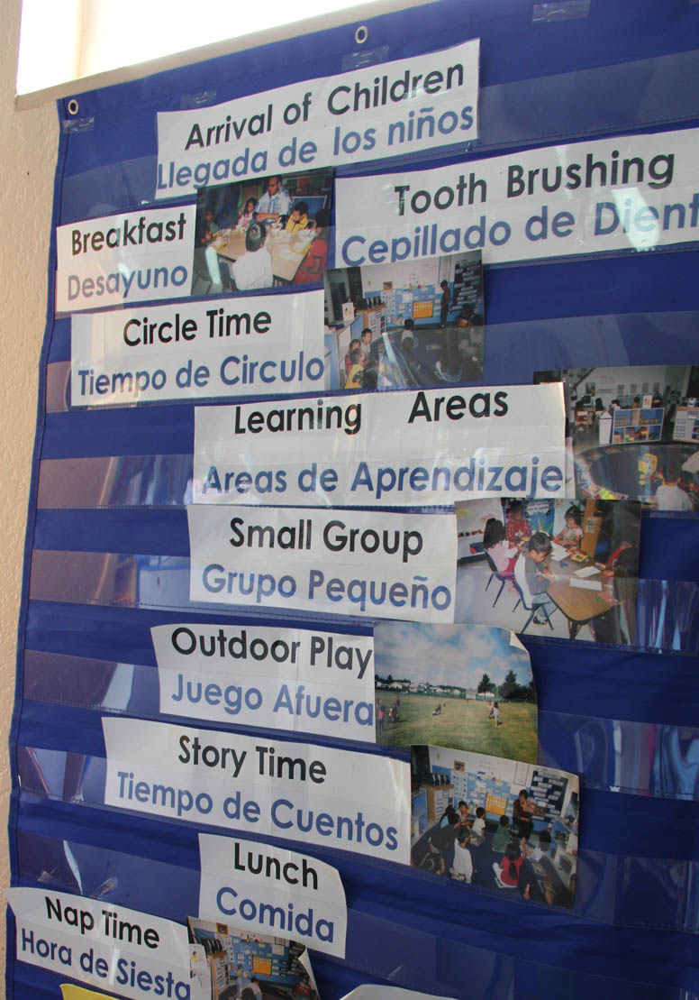 Arrival of Children
Llegada de los niños
Breakfast
Desayuno
Tooth Brushing
Cepillado de Dient
Circle Time
Tiempo de Circulo
Learning Areas
Areas de Aprendizaje
Small Group
Grupo Pequeño
Outdoor Play
Juego Afuera
Story Time
Tiempo de Cuentos
Lunch
Comida
Nap Time
Hora de Siesta